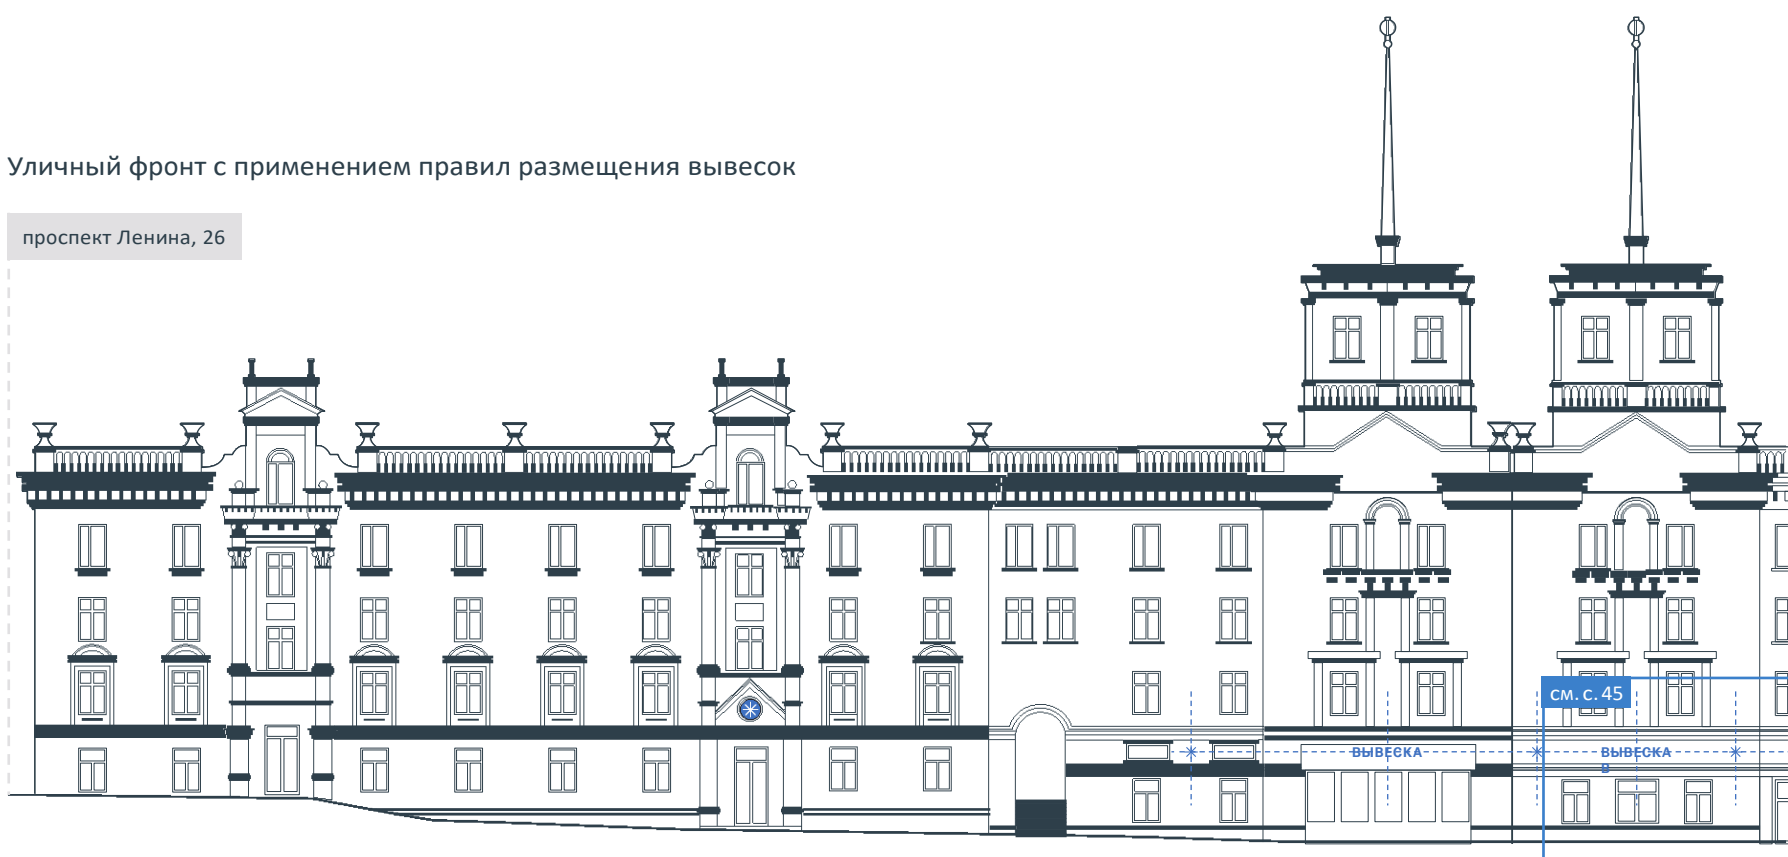 Уличный фронт с применением правил размещения вывесок
проспект Ленина, 26
см. с. 45
ВЫВЕСКА
ВЫВЕСКА
В